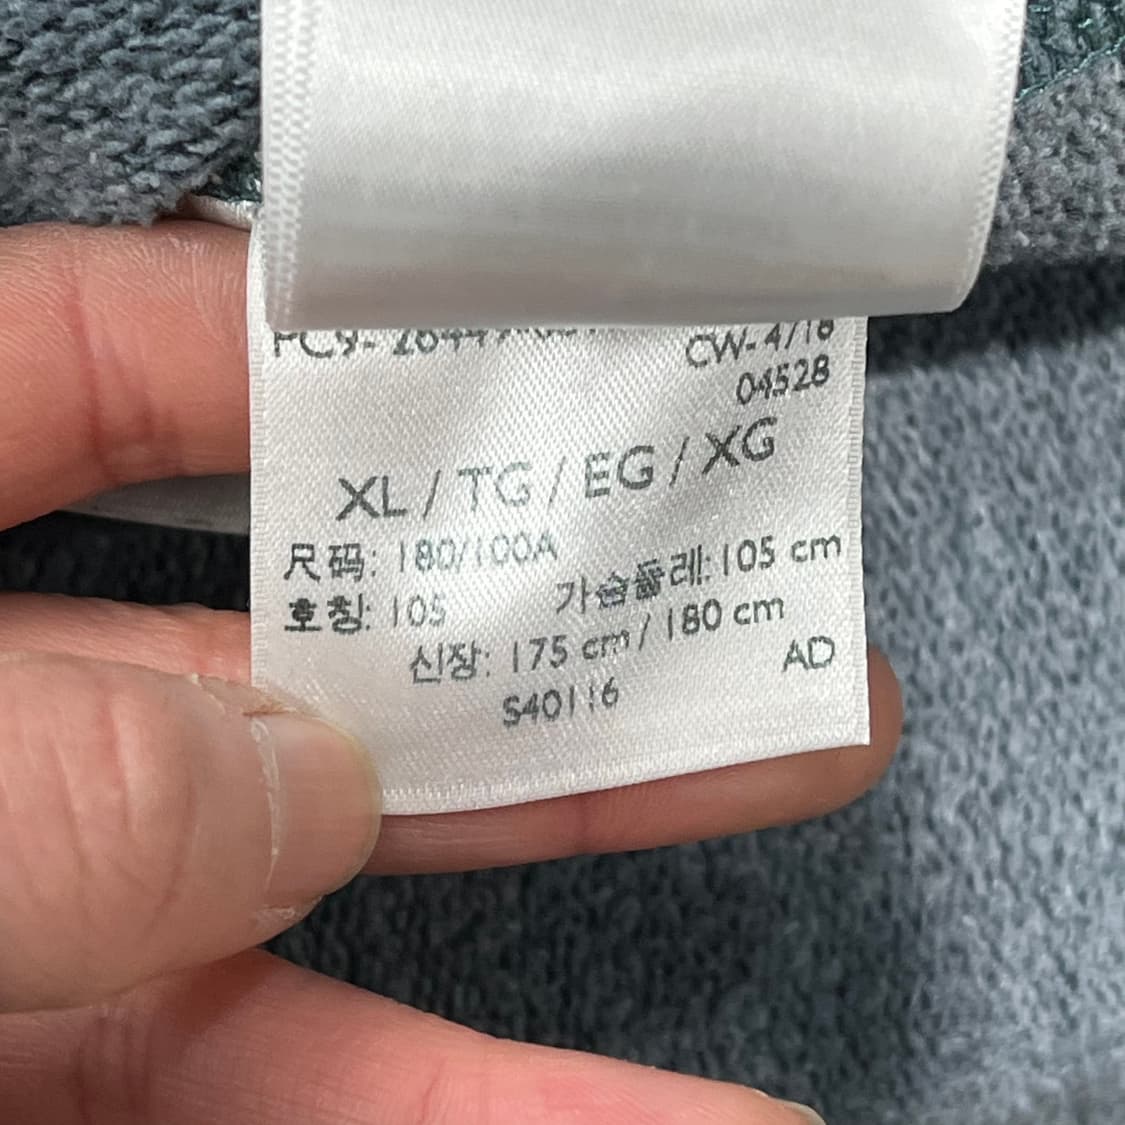 CW-4/18
04528
XL / TG / EG / XG
尺码: 180/100A
가슴둘레: 105 cm
호칭: 105
신장: 175 cm / 180 cm
AD
S40116